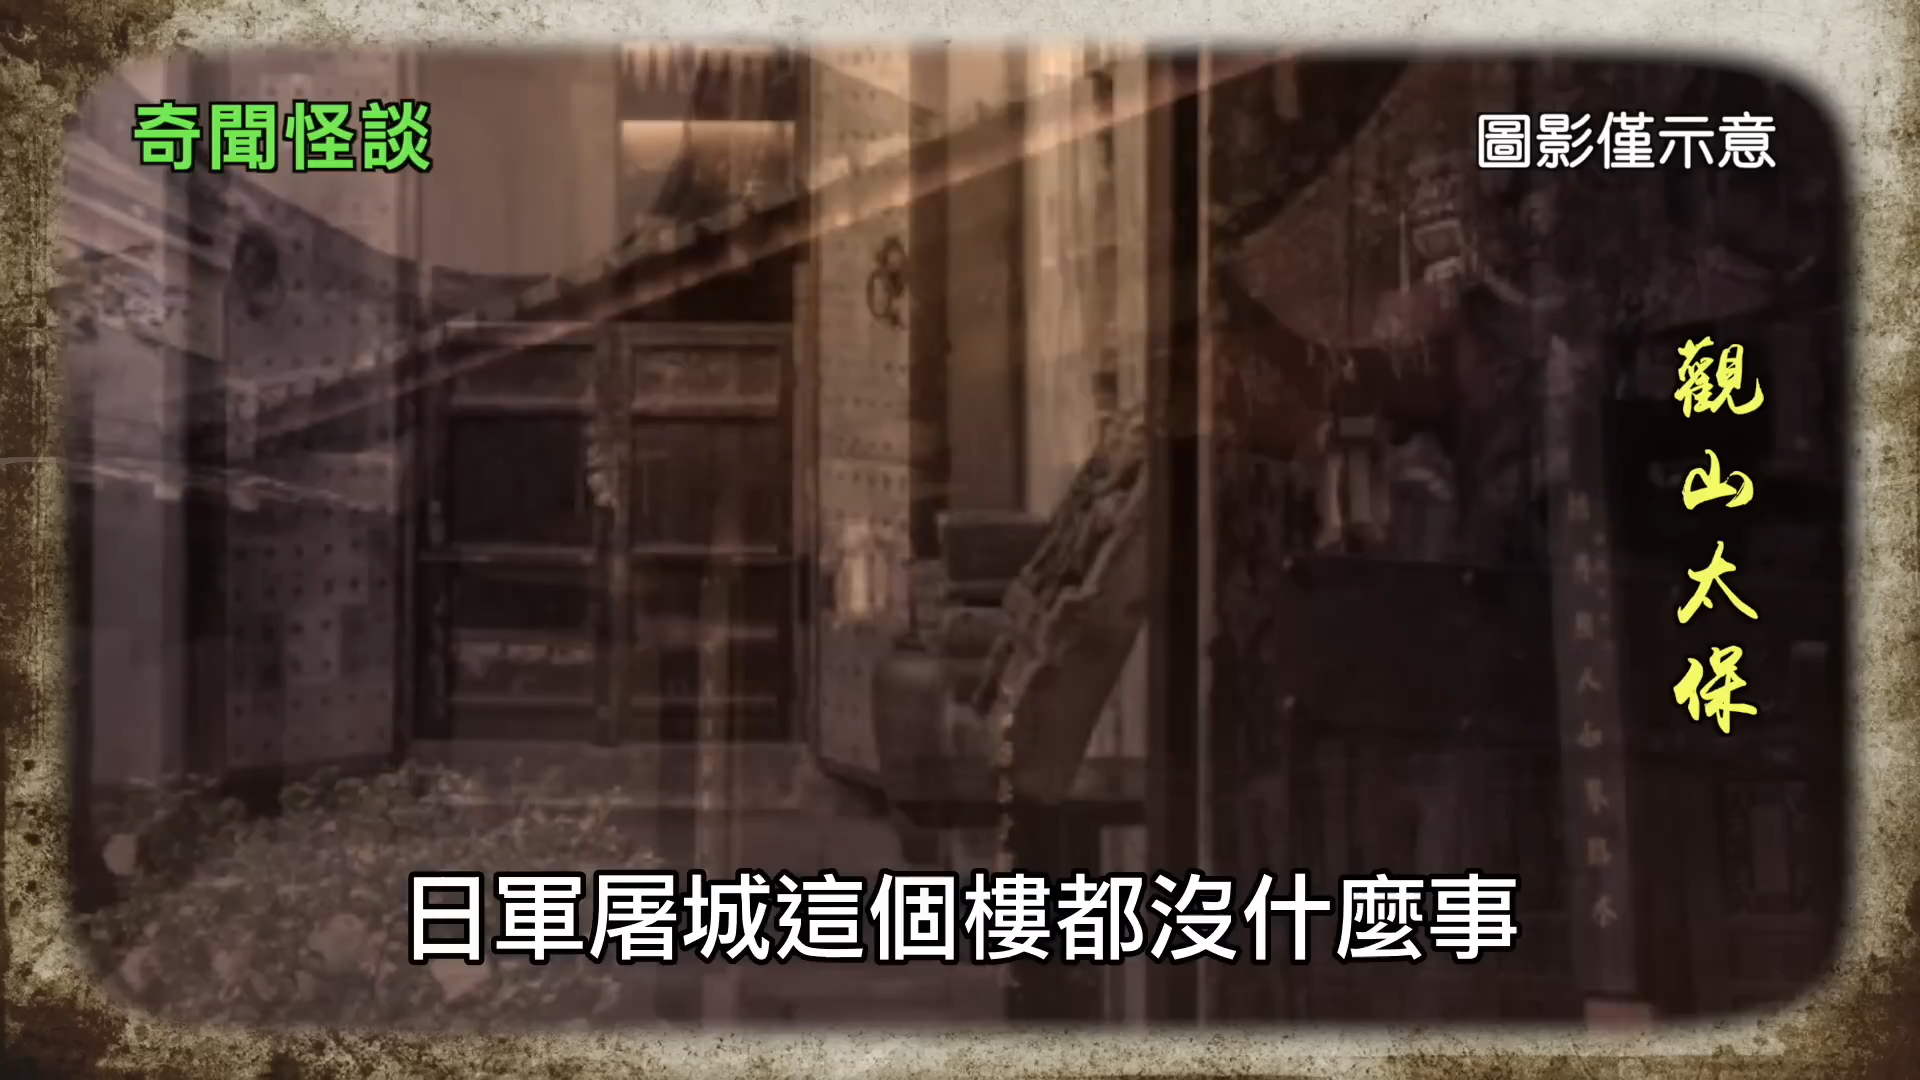 奇聞怪談
圖影僅示意
觀山太保
日軍屠城這個樓都沒什麼事